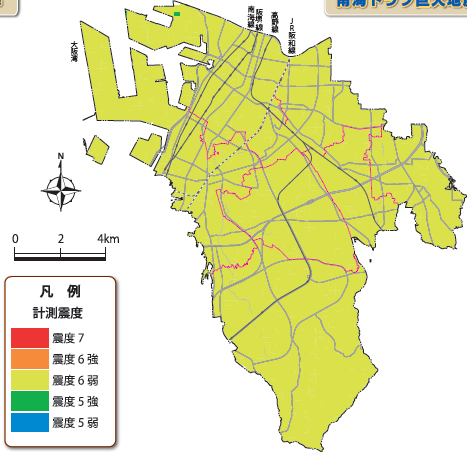 南海トラフ巨大地
大阪湾
南海線
阪堺線
高野線
JR阪和線
N
0 2 4km
凡 例
計測震度
震度7
震度6強
震度6弱
震度5強
震度5弱